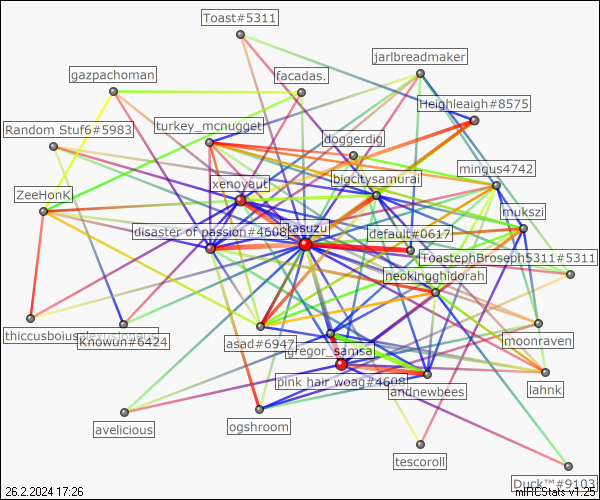 Toast#5311
jarlbreadmaker
gazpachoman
facadas.
Heighleaigh#8575
Random Stuf6#5983
turkey_mcnugget
doggerdig
mingus4742
xenoyaut
bigcitysamurai
ZeeHonK
mukszi
disaster of passion#4608
kasuzu
default#0617
ToastephBroseph5311#5311
neokingghidorah
thiccusboius
Knowun#6424
asad#6947
gregor_samsa
moonraven
pink hair_woag#4608
andnewbees
lahnk
avelicious
ogshroom
tescoroll
Duck™#9103
26.2.2024 17:26
mIRCStats v1.25